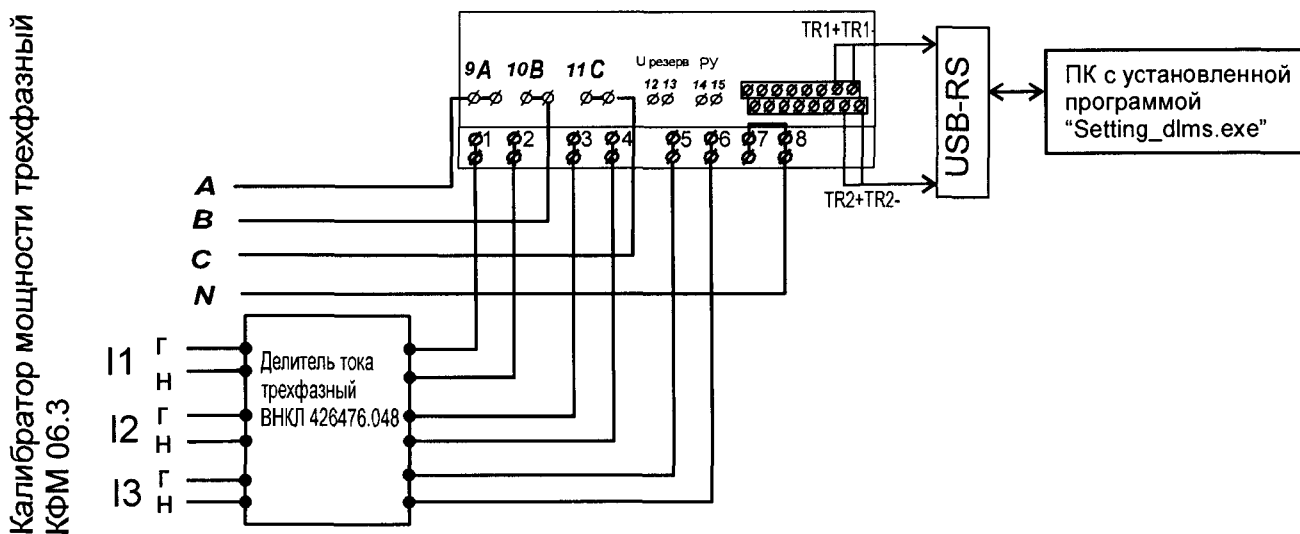 Калибратор мощности трехфазный
КФМ 06.3
TR1+TR1-
U резерв РУ
9A 10B 11C
12 13 14 15
1 2 3 4 5 6 7 8
TR2+TR2-
USB-RS
ПК с установленной
программой
“Setting_dlms.exe”
A
B
C
N
I1 Г
Н
I2 Г
Н
I3 Г
Н
Делитель тока
трехфазный
ВНКЛ 426476.048